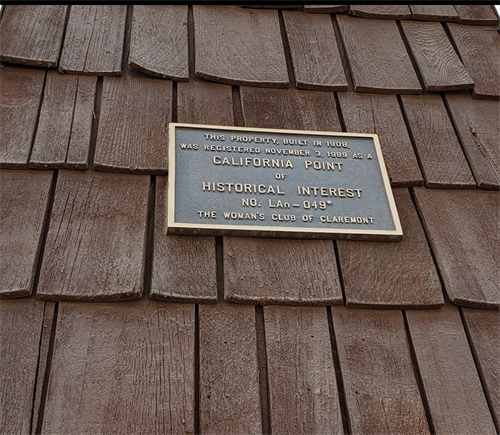 THIS PROPERTY, BUILT IN 1908,
WAS REGISTERED NOVEMBER 3, 1989 AS A
CALIFORNIA POINT
OF
HISTORICAL INTEREST
NO. LAn-049*
THE WOMAN'S CLUB OF CLAREMONT